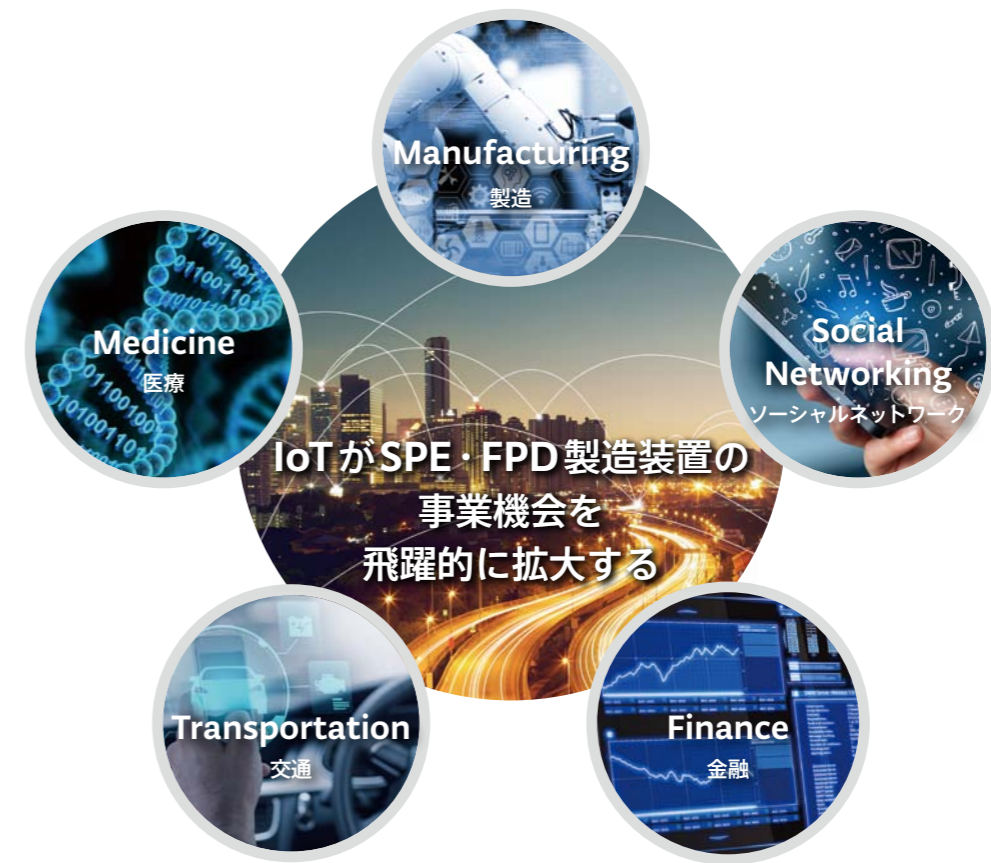 Manufacturing
製造
Medicine
医療
Social
Networking
ソーシャルネットワーク
IoTがSPE・FPD製造装置の
事業機会を
飛躍的に拡大する
Transportation
交通
Finance
金融